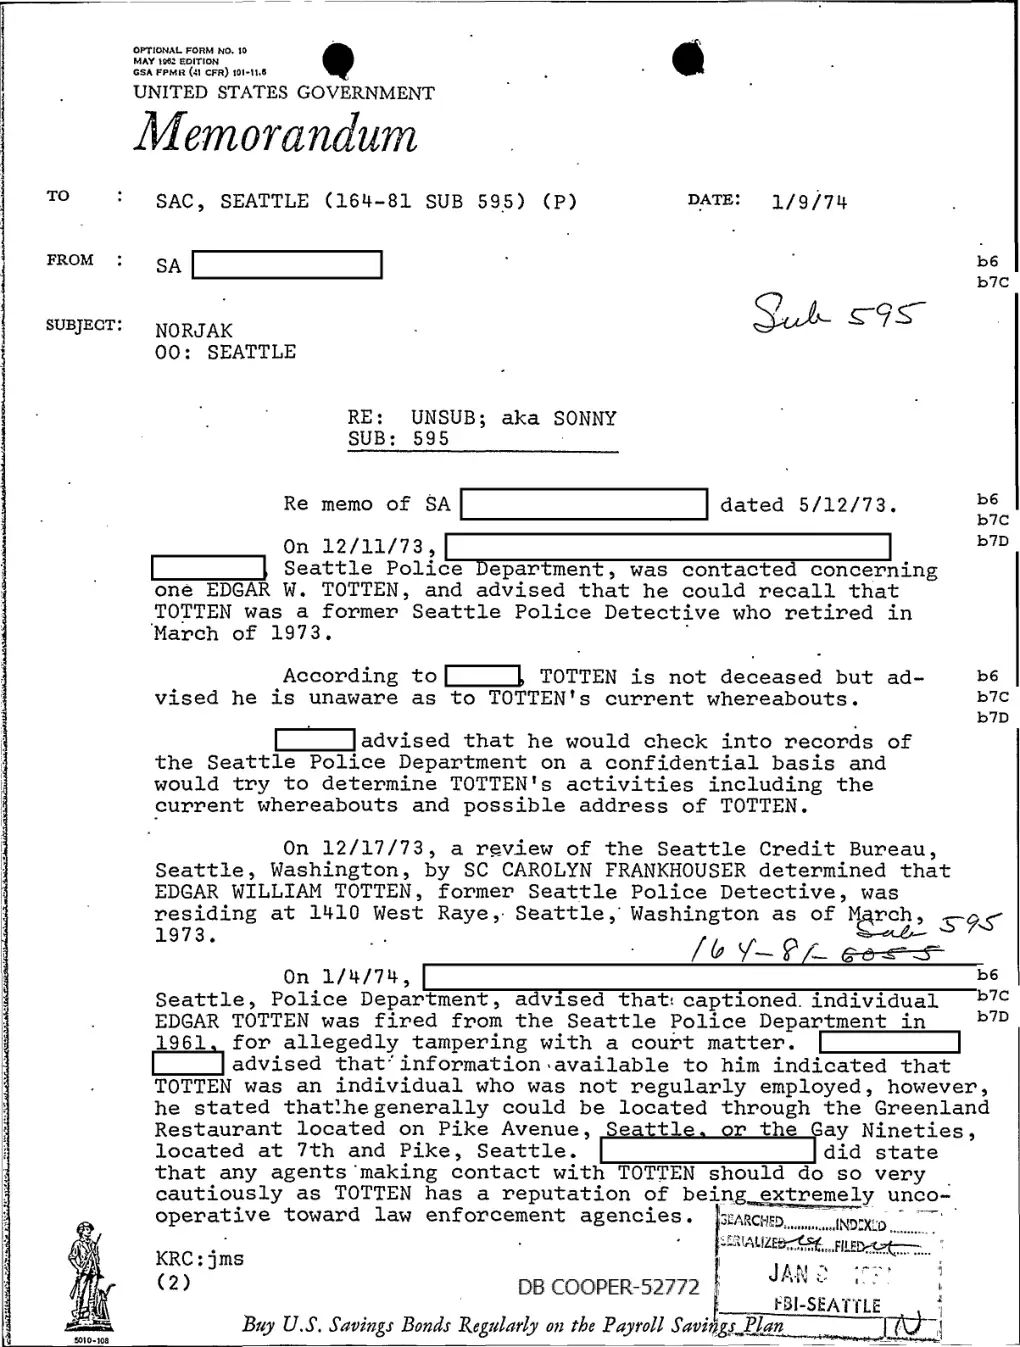 OPTIONAL FORM NO. 10
MAY 1962 EDITION
GSA FPMR (41 CFR) 101-11.6
UNITED STATES GOVERNMENT
Memorandum
TO : SAC, SEATTLE (164-81 SUB 595) (P) DATE: 1/9/74
FROM : SA b6
b7C
Sub 595
SUBJECT: NORJAK
OO: SEATTLE
RE: UNSUB; aka SONNY
SUB: 595
Re memo of SA dated 5/12/73. b6
b7C
On 12/11/73, b7D
, Seattle Police Department, was contacted concerning
one EDGAR W. TOTTEN, and advised that he could recall that
TOTTEN was a former Seattle Police Detective who retired in
March of 1973.
According to , TOTTEN is not deceased but ad- b6
vised he is unaware as to TOTTEN's current whereabouts. b7C
b7D
advised that he would check into records of
the Seattle Police Department on a confidential basis and
would try to determine TOTTEN's activities including the
current whereabouts and possible address of TOTTEN.
On 12/17/73, a review of the Seattle Credit Bureau,
Seattle, Washington, by SC CAROLYN FRANKHOUSER determined that
EDGAR WILLIAM TOTTEN, former Seattle Police Detective, was
residing at 1410 West Raye, Seattle, Washington as of March,
1973.
Sub 595
164-81-6055
On 1/4/74, b6
Seattle, Police Department, advised that captioned individual b7C
EDGAR TOTTEN was fired from the Seattle Police Department in b7D
1961, for allegedly tampering with a court matter.
advised that information available to him indicated that
TOTTEN was an individual who was not regularly employed, however,
he stated that he generally could be located through the Greenland
Restaurant located on Pike Avenue, Seattle, or the Gay Nineties,
located at 7th and Pike, Seattle. did state
that any agents making contact with TOTTEN should do so very
cautiously as TOTTEN has a reputation of being extremely unco-
operative toward law enforcement agencies.
SEARCHED INDEXED
SERIALIZED FILED
JAN
FBI-SEATTLE
KRC:jms
(2)
DB COOPER-52772
5010-108
Buy U.S. Savings Bonds Regularly on the Payroll Savings Plan